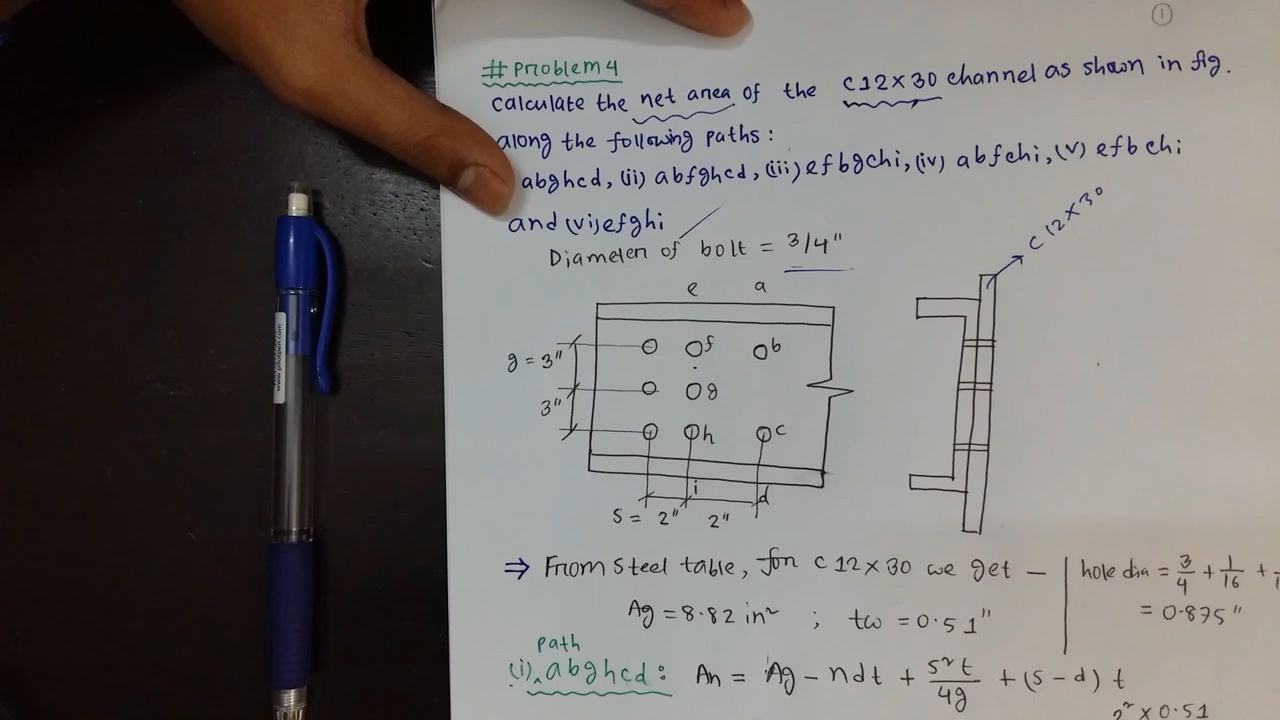 1
# Problem 4
calculate the net area of the C12×30 channel as shown in fig.
along the following paths:
abghcd, (ii) abfghcd, (iii) efbgchi, (iv) abfchi, (v) efbchi
and (vi) efghi
Diameter of bolt = 3/4"
C 12×30
e a
f b
g = 3"
g
3"
h c
i d
S = 2" 2"
⇒ From steel table, for C 12×30 we get —
hole dia = 3/4 + 1/16 +
= 0.875"
Ag = 8.82 in² ; tw = 0.51"
path
(i) abghcd: An = Ag - ndt + s²t/4g + (s - d) t
2² × 0.51